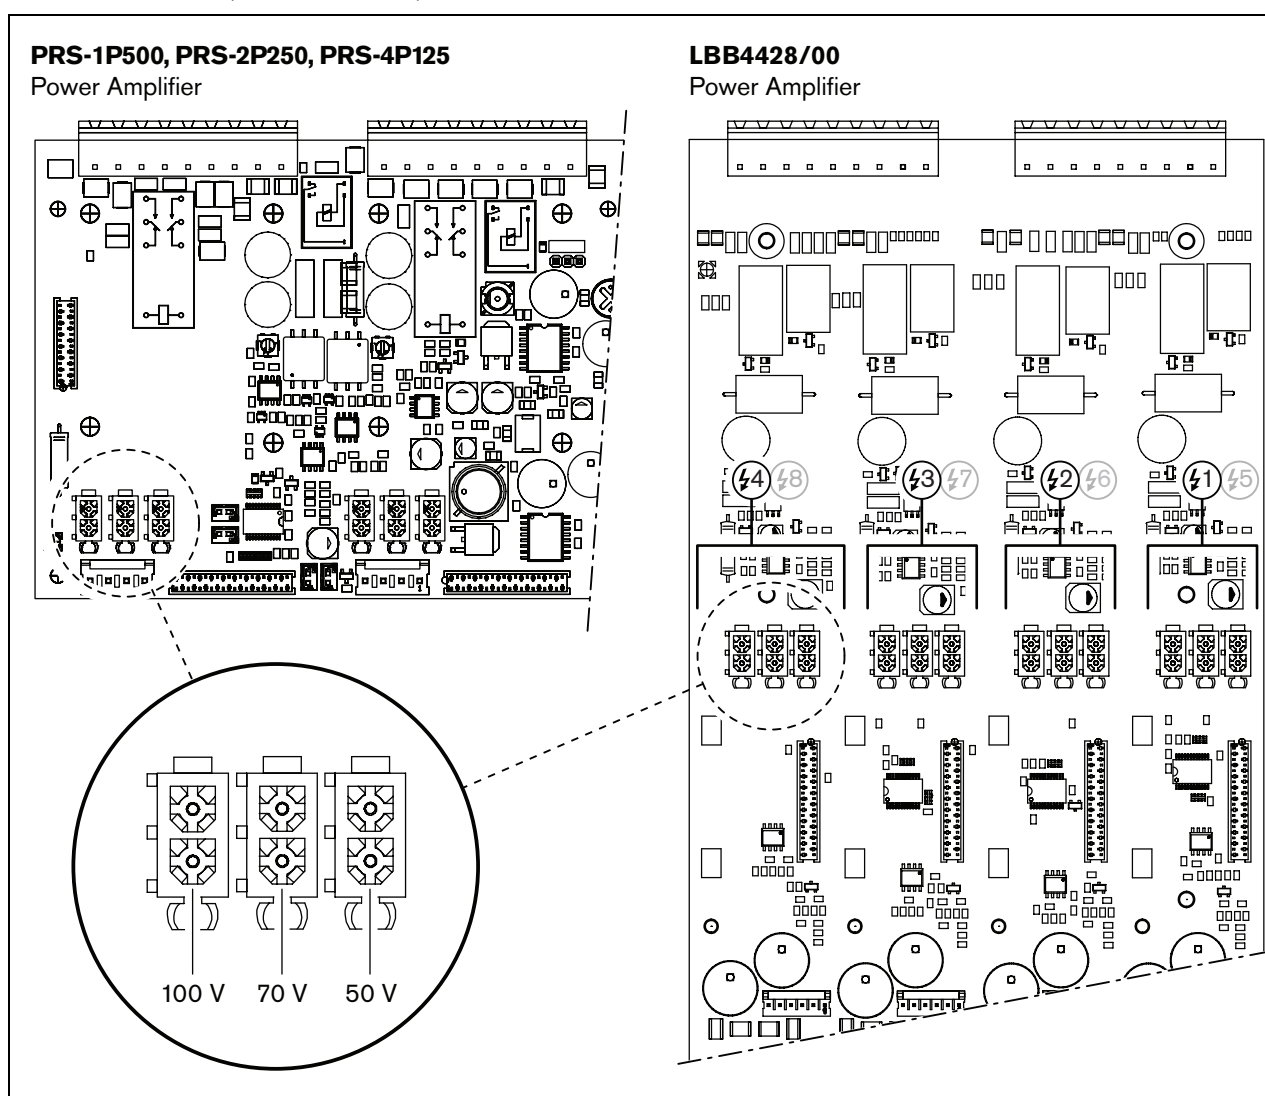 PRS-1P500, PRS-2P250, PRS-4P125
Power Amplifier
LBB4428/00
Power Amplifier
4 8 3 7 2 6 1 5
100 V 70 V 50 V